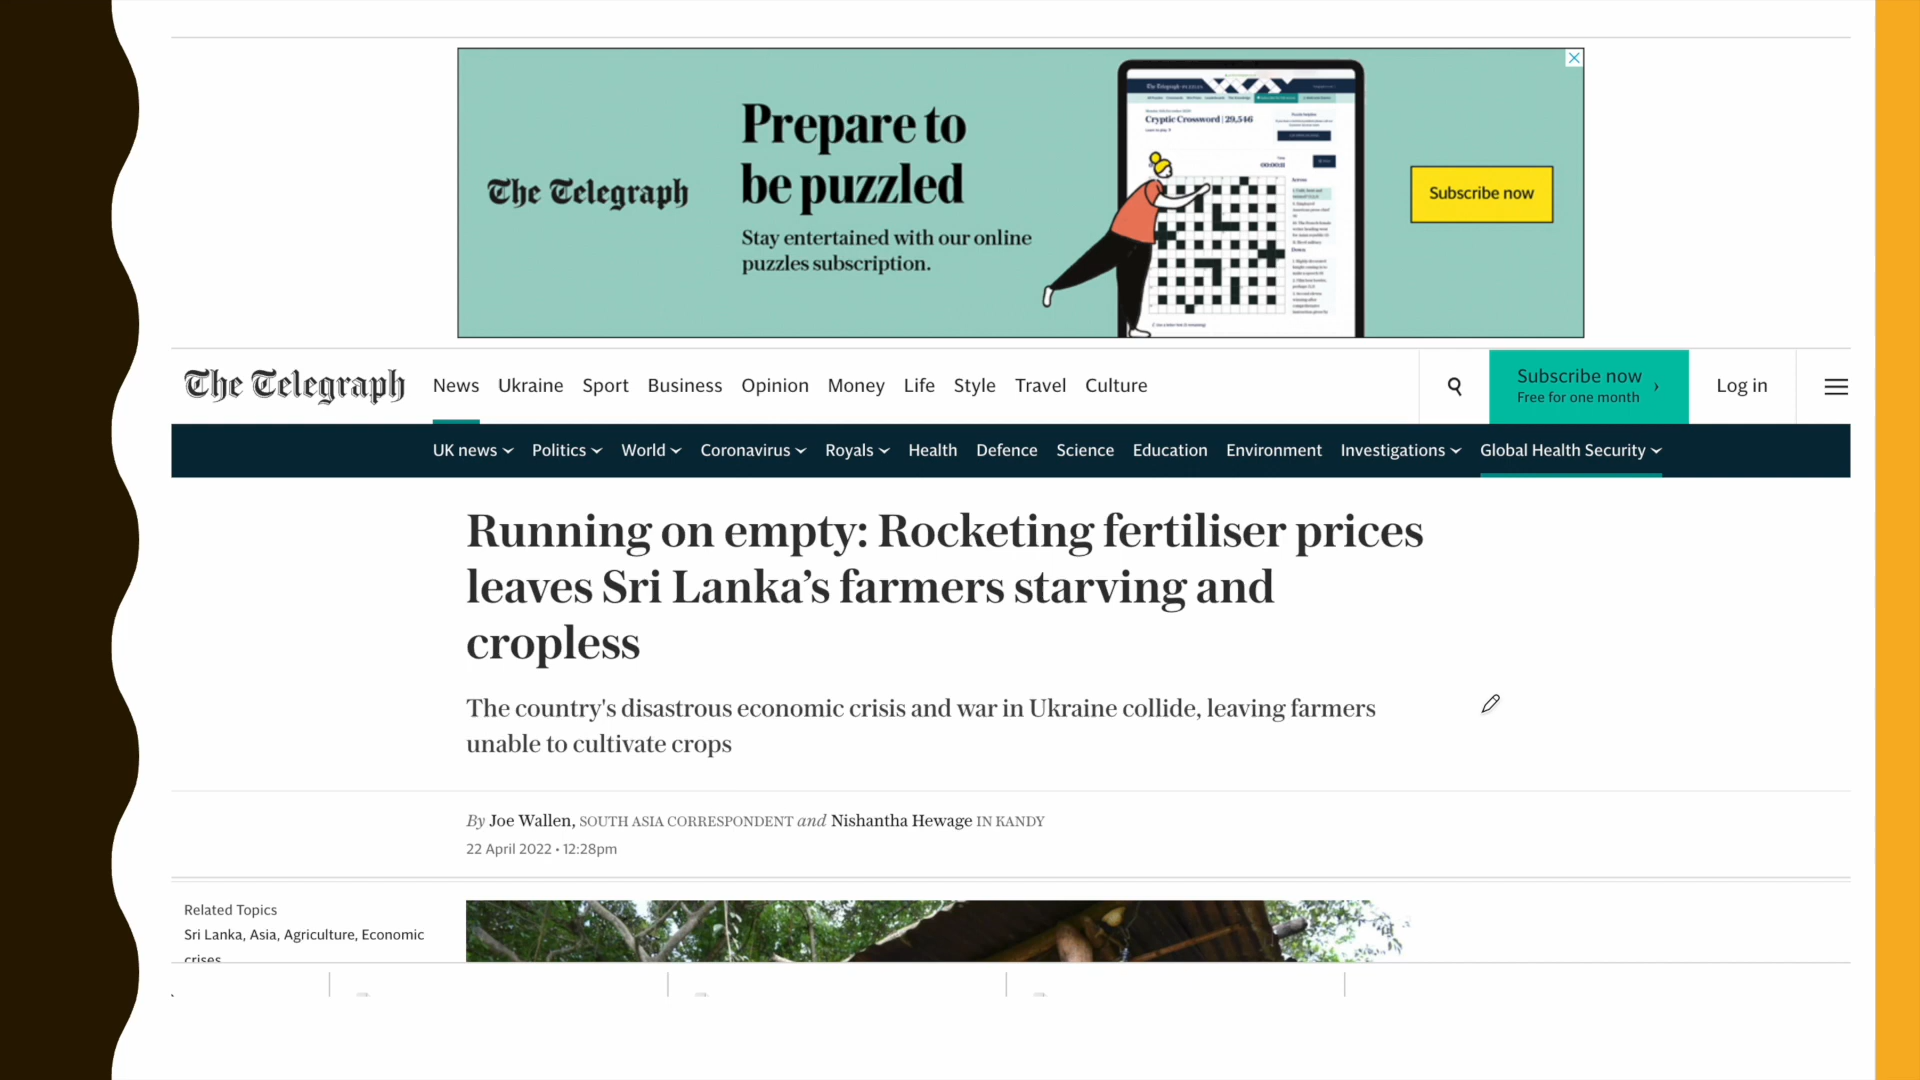 The Telegraph
Prepare to
be puzzled
Stay entertained with our online
puzzles subscription.
Cryptic Crossword | 29,546
00:00:11
Subscribe now
The Telegraph
News Ukraine Sport Business Opinion Money Life Style Travel Culture
Subscribe now
Free for one month
Log in
UK news Politics World Coronavirus Royals Health Defence Science Education Environment Investigations Global Health Security
Running on empty: Rocketing fertiliser prices
leaves Sri Lanka’s farmers starving and
cropless
The country's disastrous economic crisis and war in Ukraine collide, leaving farmers
unable to cultivate crops
By Joe Wallen, SOUTH ASIA CORRESPONDENT and Nishantha Hewage IN KANDY
22 April 2022 • 12:28pm
Related Topics
Sri Lanka, Asia, Agriculture, Economic
crises